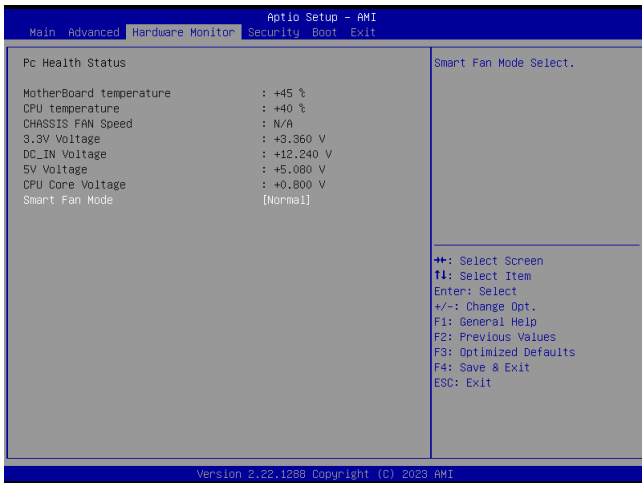 Aptio Setup – AMI
Main Advanced Hardware Monitor Security Boot Exit
Pc Health Status
MotherBoard temperature : +45 ℃
CPU temperature : +40 ℃
CHASSIS FAN Speed : N/A
3.3V Voltage : +3.360 V
DC_IN Voltage : +12.240 V
5V Voltage : +5.080 V
CPU Core Voltage : +0.800 V
Smart Fan Mode [Normal]
Smart Fan Mode Select.
→←: Select Screen
↑↓: Select Item
Enter: Select
+/-: Change Opt.
F1: General Help
F2: Previous Values
F3: Optimized Defaults
F4: Save & Exit
ESC: Exit
Version 2.22.1288 Copyright (C) 2023 AMI